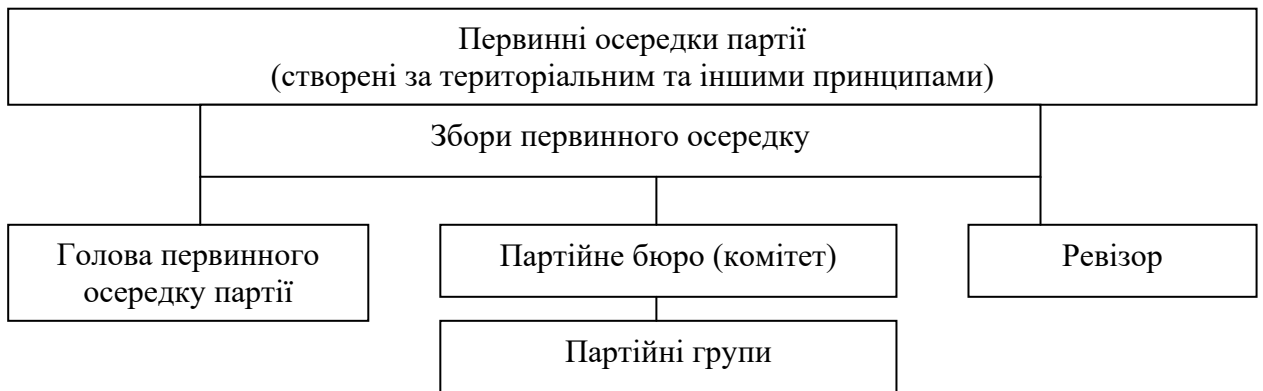 Первинні осередки партії
(створені за територіальним та іншими принципами)
Збори первинного осередку
Голова первинного
осередку партії
Партійне бюро (комітет)
Ревізор
Партійні групи